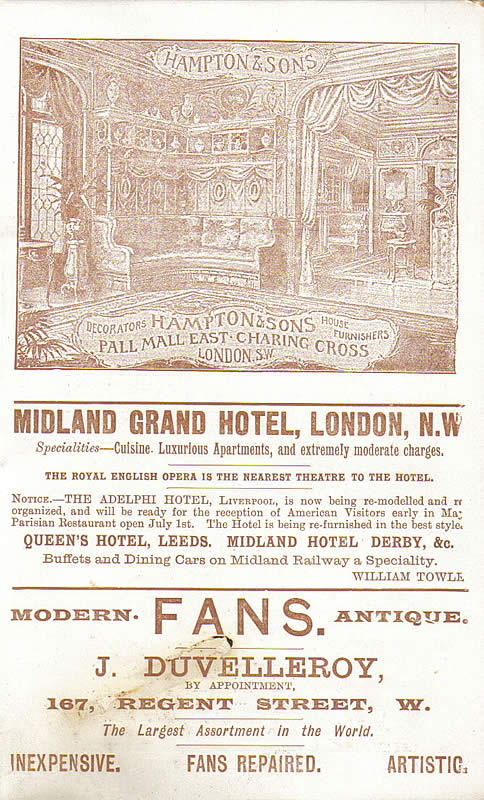 HAMPTON & SONS
DECORATORS HAMPTON & SONS HOUSE FURNISHERS
PALL MALL EAST · CHARING CROSS
LONDON. S.W.
MIDLAND GRAND HOTEL, LONDON, N.W
Specialities—Cuisine. Luxurious Apartments, and extremely moderate charges.
THE ROYAL ENGLISH OPERA IS THE NEAREST THEATRE TO THE HOTEL.
NOTICE.—THE ADELPHI HOTEL, LIVERPOOL, is now being re-modelled and re
organized, and will be ready for the reception of American Visitors early in May
Parisian Restaurant open July 1st. The Hotel is being re-furnished in the best style.
QUEEN'S HOTEL, LEEDS. MIDLAND HOTEL DERBY, &c.
Buffets and Dining Cars on Midland Railway a Speciality.
WILLIAM TOWLE
MODERN. FANS. ANTIQUE.
J. DUVELLEROY,
BY APPOINTMENT,
167, REGENT STREET, W.
The Largest Assortment in the World.
INEXPENSIVE. FANS REPAIRED. ARTISTIC.